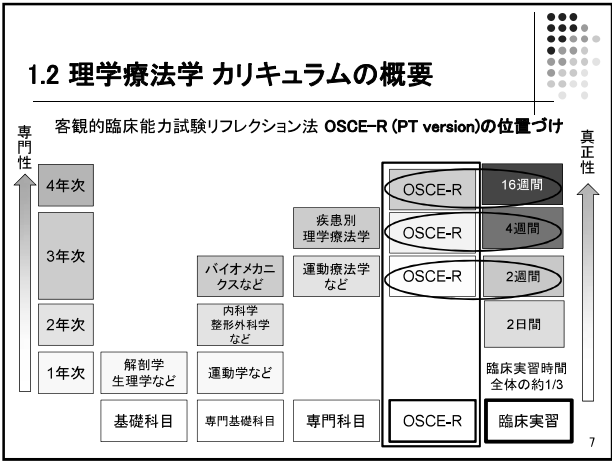 1.2 理学療法学 カリキュラムの概要
客観的臨床能力試験リフレクション法 OSCE-R (PT version)の位置づけ
専門性
真正性
4年次
OSCE-R
16週間
3年次
疾患別
理学療法学
OSCE-R
4週間
バイオメカニ
クスなど
運動療法学
など
OSCE-R
2週間
2年次
内科学
整形外科学
など
2日間
1年次
解剖学
生理学など
運動学など
臨床実習時間
全体の約1/3
基礎科目
専門基礎科目
専門科目
OSCE-R
臨床実習
7